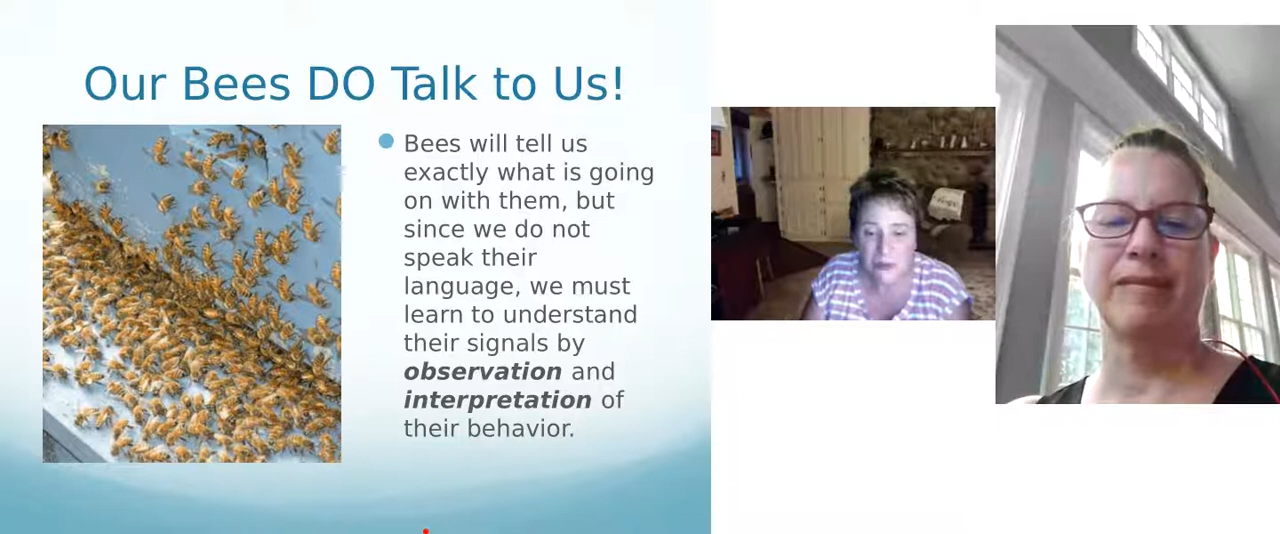 Our Bees DO Talk to Us!
Bees will tell us
exactly what is going
on with them, but
since we do not
speak their
language, we must
learn to understand
their signals by
observation and
interpretation of
their behavior.